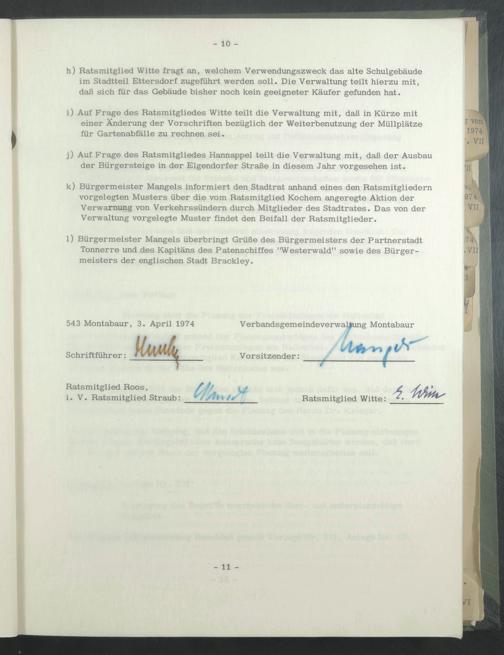 - 10 -
h) Ratsmitglied Witte fragt an, welchem Verwendungszweck das alte Schulgebäude
im Stadtteil Ettersdorf zugeführt werden soll. Die Verwaltung teilt hierzu mit,
daß sich für das Gebäude bisher noch kein geeigneter Käufer gefunden hat.
i) Auf Frage des Ratsmitgliedes Witte teilt die Verwaltung mit, daß in Kürze mit
einer Änderung der Vorschriften bezüglich der Weiterbenutzung der Müllplätze
für Gartenabfälle zu rechnen sei.
j) Auf Frage des Ratsmitgliedes Hannappel teilt die Verwaltung mit, daß der Ausbau
der Bürgersteige in der Elgendorfer Straße in diesem Jahr vorgesehen ist.
k) Bürgermeister Mangels informiert den Stadtrat anhand eines den Ratsmitgliedern
vorgelegten Musters über die vom Ratsmitglied Kochem angeregte Aktion der
Verwarnung von Verkehrssündern durch Mitglieder des Stadtrates. Das von der
Verwaltung vorgelegte Muster findet den Beifall der Ratsmitglieder.
l) Bürgermeister Mangels überbringt Grüße des Bürgermeisters der Partnerstadt
Tonnerre und des Kapitäns des Patenschiffes "Westerwald" sowie des Bürger-
meisters der englischen Stadt Brackley.
543 Montabaur, 3. April 1974 Verbandsgemeindeverwaltung Montabaur
Schriftführer: Vorsitzender: Mangels
Ratsmitglied Roos,
i. V. Ratsmitglied Straub: Ratsmitglied Witte:
- 11 -